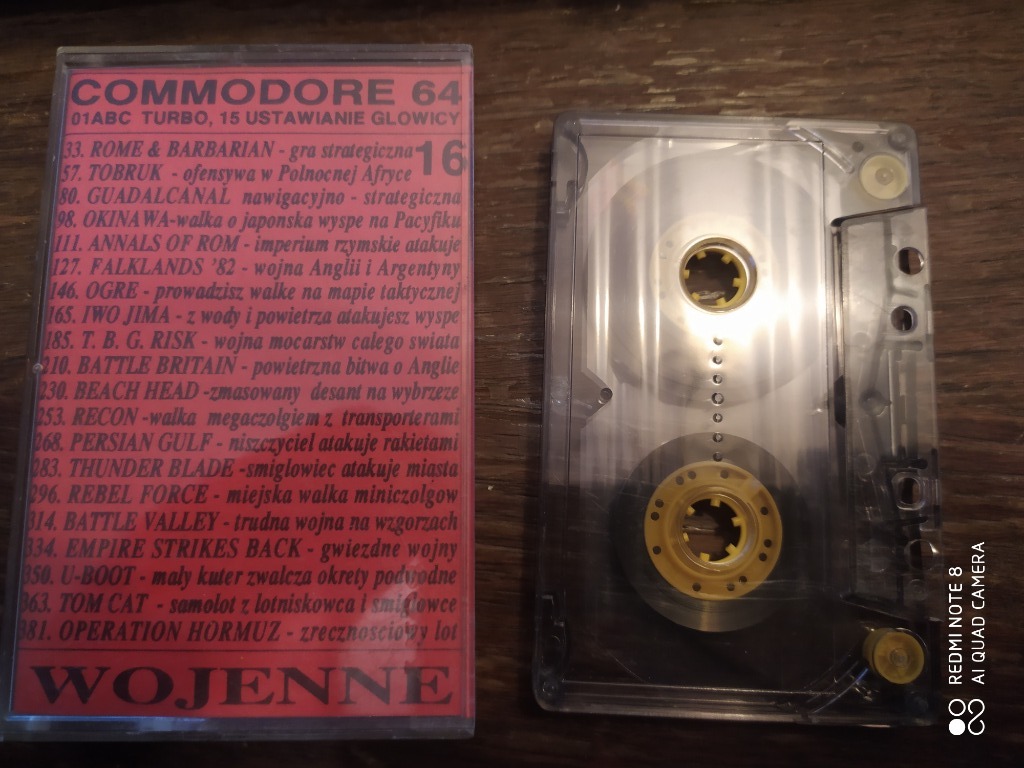 COMMODORE 64
01ABC TURBO, 15 USTAWIANIE GLOWICY
16
33. ROME & BARBARIAN - gra strategiczna
57. TOBRUK - ofensywa w Polnocnej Afryce
80. GUADALCANAL nawigacyjno - strategiczna
98. OKINAWA-walka o japonska wyspe na Pacyfiku
111. ANNALS OF ROM - imperium rzymskie atakuje
127. FALKLANDS '82 - wojna Anglii i Argentyny
146. OGRE - prowadzisz walke na mapie taktycznej
165. IWO JIMA - z wody i powietrza atakujesz wyspe
185. T. B. G. RISK - wojna mocarstw calego swiata
210. BATTLE BRITAIN - powietrzna bitwa o Anglie
230. BEACH HEAD -zmasowany desant na wybrzeze
253. RECON -walka megaczolgiem z transporterami
268. PERSIAN GULF - niszczyciel atakuje rakietami
283. THUNDER BLADE -smiglowiec atakuje miasta
296. REBEL FORCE - miejska walka miniczolgow
314. BATTLE VALLEY - trudna wojna na wzgorzach
334. EMPIRE STRIKES BACK - gwiezdne wojny
350. U-BOOT - maly kuter zwalcza okrety podwodne
363. TOM CAT - samolot z lotniskowca i smiglowce
381. OPERATION HORMUZ - zrecznosciowy lot
WOJENNE
REDMI NOTE 8
AI QUAD CAMERA